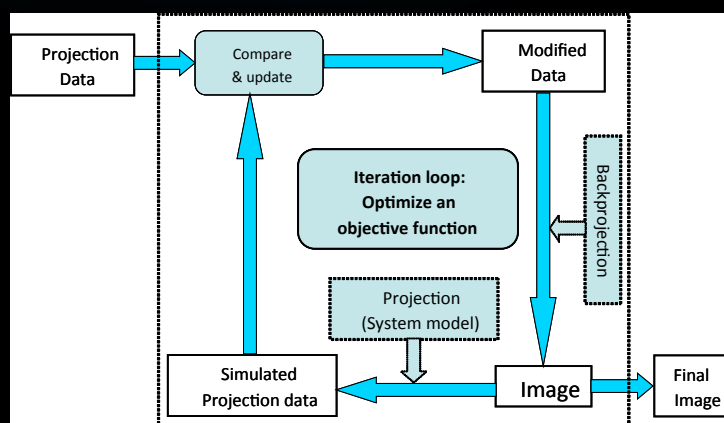 Projection
Data
Compare
& update
Modified
Data
Iteration loop:
Optimize an
objective function
Backprojection
Projection
(System model)
Simulated
Projection data
Image
Final
Image